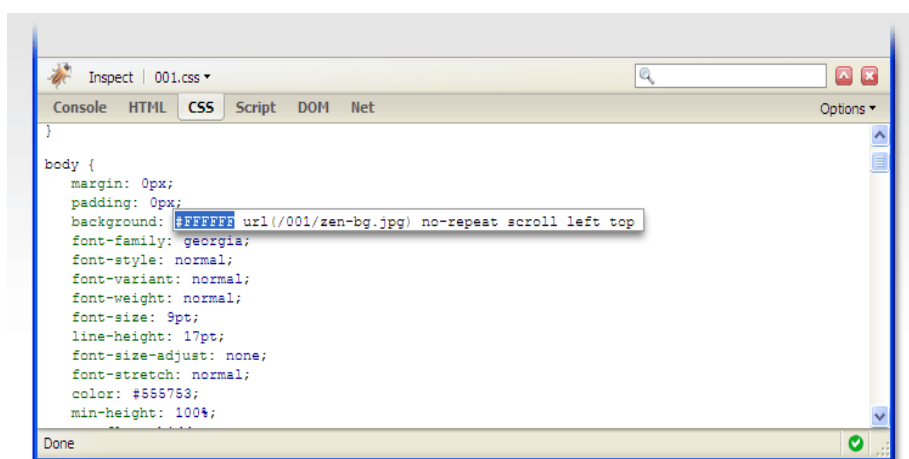 Inspect | 001.css
Console HTML CSS Script DOM Net Options
}
body {
margin: 0px;
padding: 0px;
background: #FFFFFF url(/001/zen-bg.jpg) no-repeat scroll left top
font-family: georgia;
font-style: normal;
font-variant: normal;
font-weight: normal;
font-size: 9pt;
line-height: 17pt;
font-size-adjust: none;
font-stretch: normal;
color: #555753;
min-height: 100%;
Done